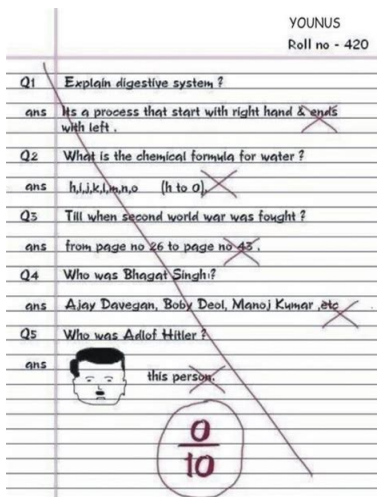 YOUNUS
Roll no - 420
Q1 Explain digestive system ?
ans Its a process that start with right hand & ends
with left .
Q2 What is the chemical formula for water ?
ans h,i,j,k,l,m,n,o (h to o)
Q3 Till when second world war was fought ?
ans from page no 26 to page no 43 .
Q4 Who was Bhagat Singh ?
ans Ajay Davegan, Boby Deol, Manoj Kumar ,etc
Q5 Who was Adlof Hitler ?
ans this person.
0
10